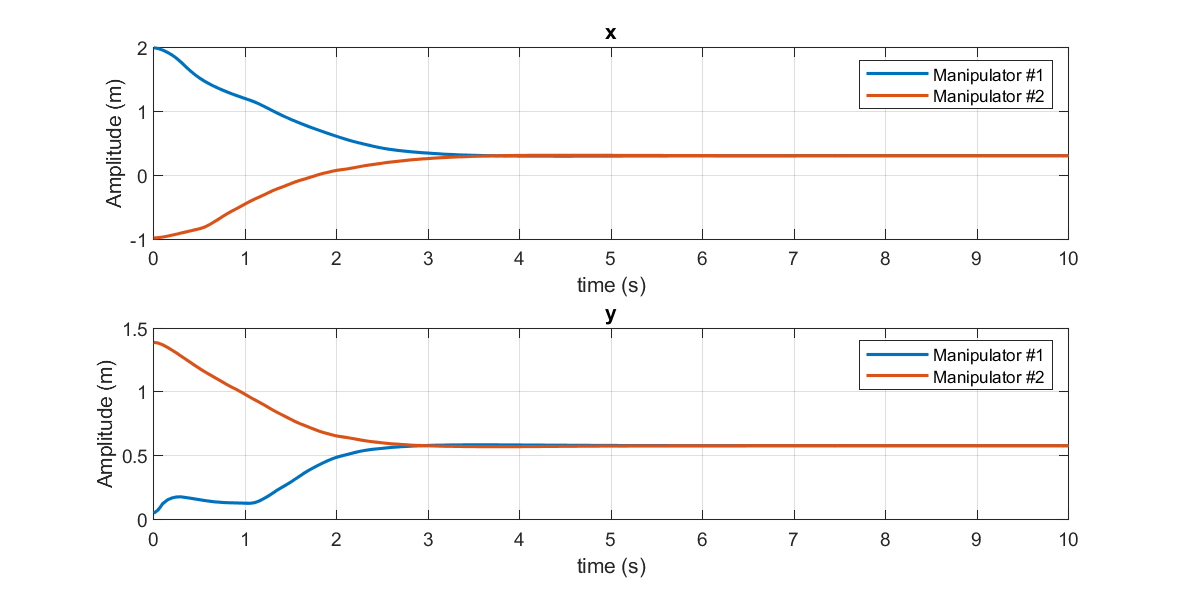 x
Amplitude (m)
2
1
0
-1
Manipulator #1
Manipulator #2
0 1 2 3 4 5 6 7 8 9 10
time (s)
y
Amplitude (m)
1.5
1
0.5
0
Manipulator #1
Manipulator #2
0 1 2 3 4 5 6 7 8 9 10
time (s)